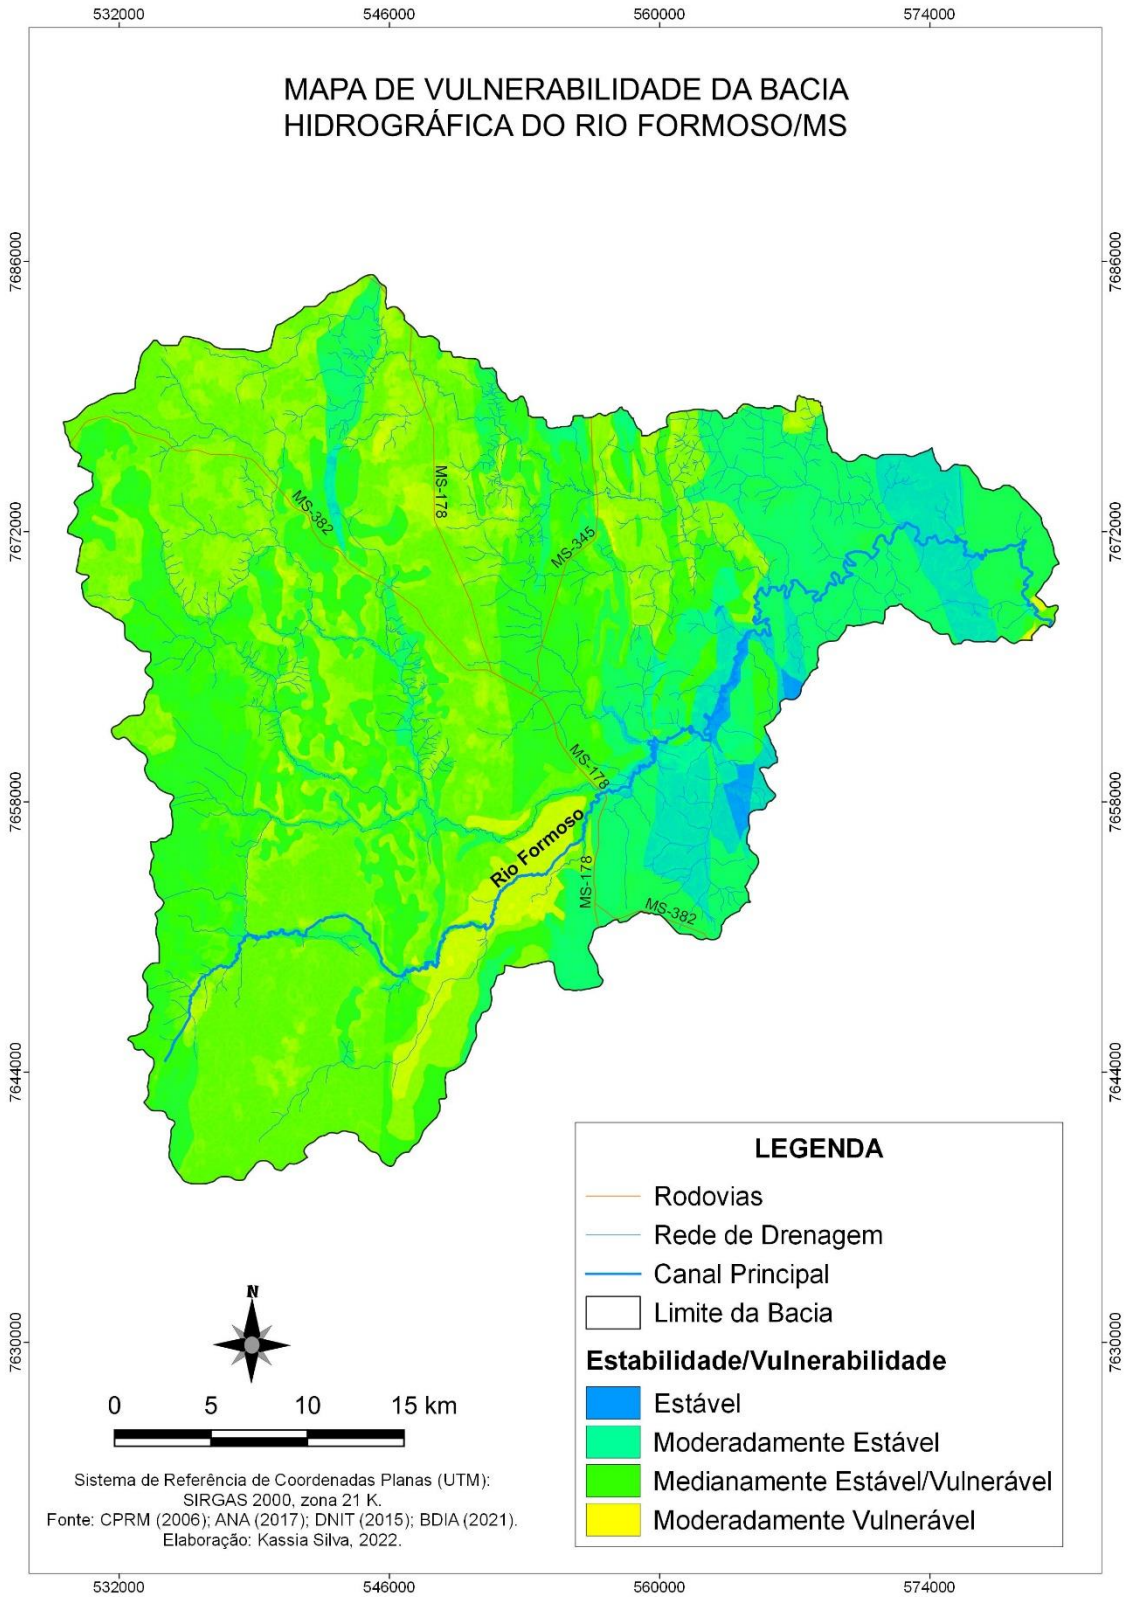 532000
546000
560000
574000
MAPA DE VULNERABILIDADE DA BACIA
HIDROGRÁFICA DO RIO FORMOSO/MS
7686000
7686000
7672000
7672000
7658000
7658000
7644000
7644000
7630000
7630000
MS-178
MS-382
MS-345
MS-178
Rio Formoso
MS-178
MS-382
LEGENDA
Rodovias
Rede de Drenagem
Canal Principal
Limite da Bacia
Estabilidade/Vulnerabilidade
Estável
Moderadamente Estável
Medianamente Estável/Vulnerável
Moderadamente Vulnerável
N
0 5 10 15 km
Sistema de Referência de Coordenadas Planas (UTM):
SIRGAS 2000, zona 21 K.
Fonte: CPRM (2006); ANA (2017); DNIT (2015); BDIA (2021).
Elaboração: Kassia Silva, 2022.
532000
546000
560000
574000